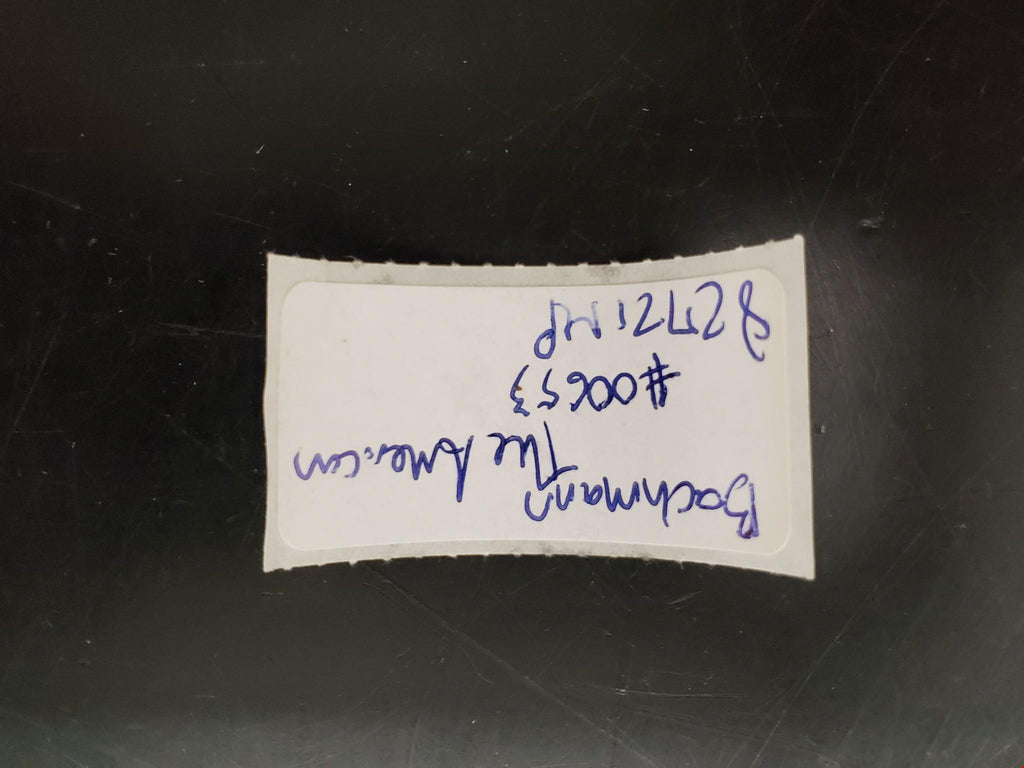 Bachmann
The American
#00653